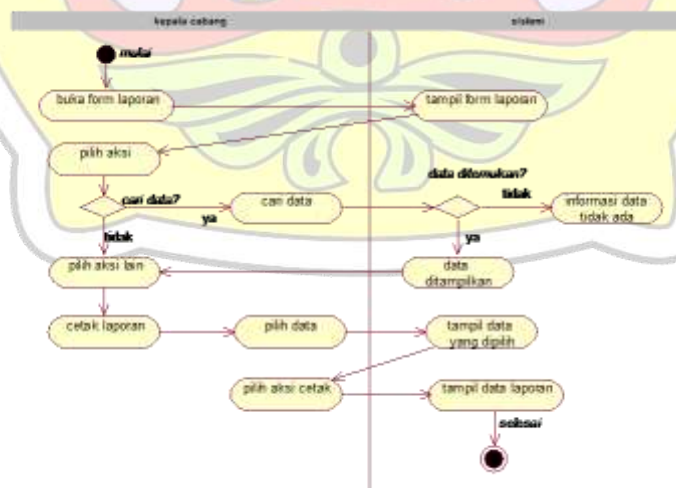 kepala cabang
sistem
mulai
buka form laporan
tampil form laporan
pilih aksi
data ditemukan?
cari data?
ya
cari data
tidak
informasi data
tidak ada
tidak
ya
pilih aksi lain
data
ditampilkan
cetak laporan
pilih data
tampil data
yang dipilih
pilih aksi cetak
tampil data laporan
selesai